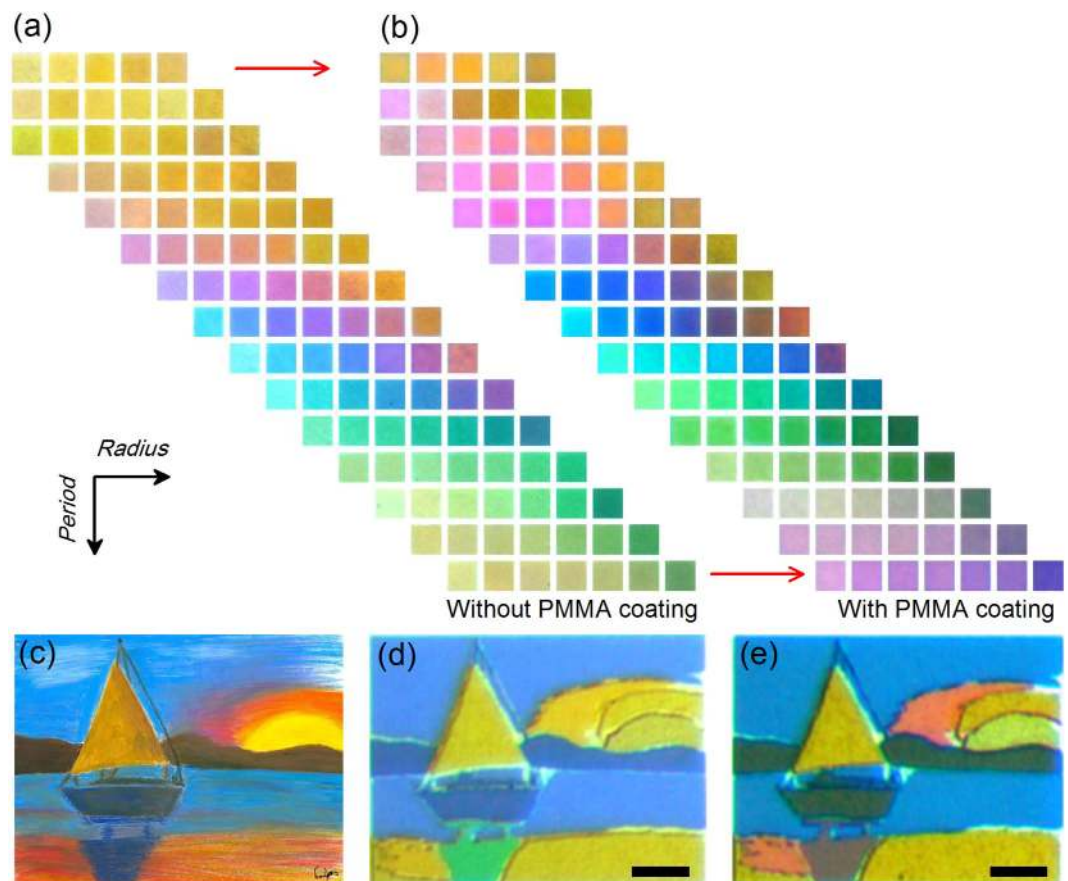 (a)
(b)
Radius
Period
Without PMMA coating
With PMMA coating
(c)
(d)
(e)